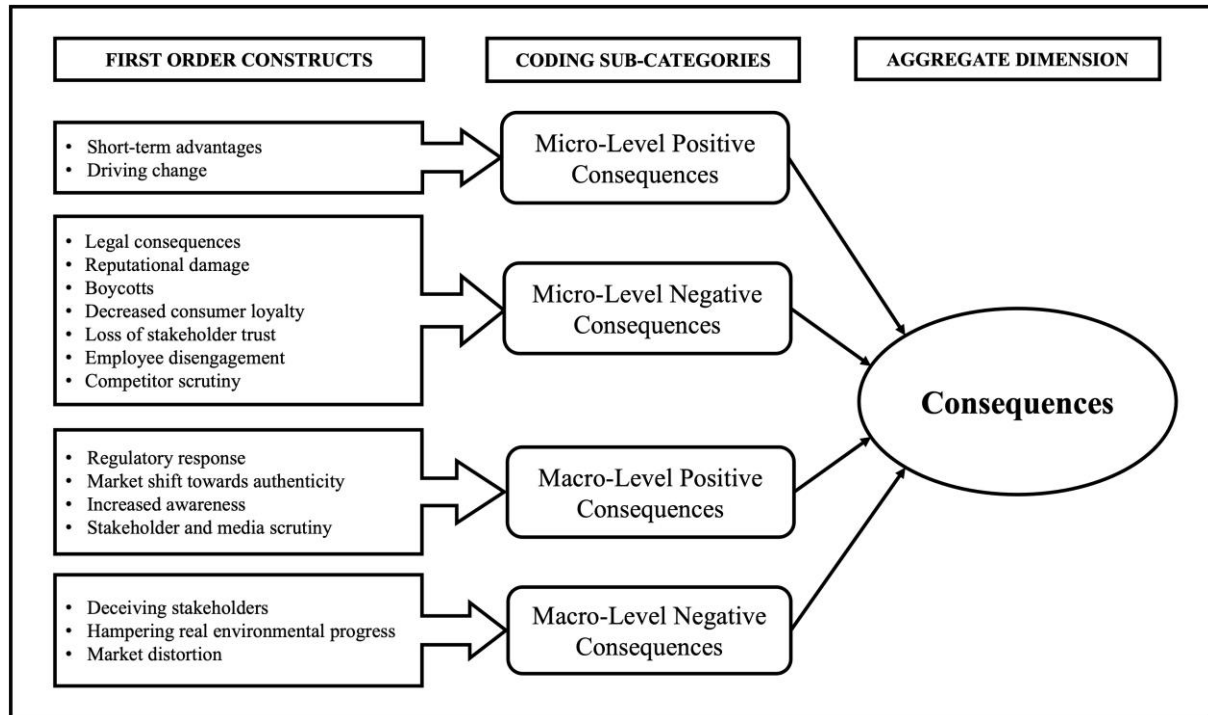 FIRST ORDER CONSTRUCTS
CODING SUB-CATEGORIES
AGGREGATE DIMENSION
• Short-term advantages
• Driving change
Micro-Level Positive
Consequences
• Legal consequences
• Reputational damage
• Boycotts
• Decreased consumer loyalty
• Loss of stakeholder trust
• Employee disengagement
• Competitor scrutiny
Micro-Level Negative
Consequences
• Regulatory response
• Market shift towards authenticity
• Increased awareness
• Stakeholder and media scrutiny
Macro-Level Positive
Consequences
• Deceiving stakeholders
• Hampering real environmental progress
• Market distortion
Macro-Level Negative
Consequences
Consequences